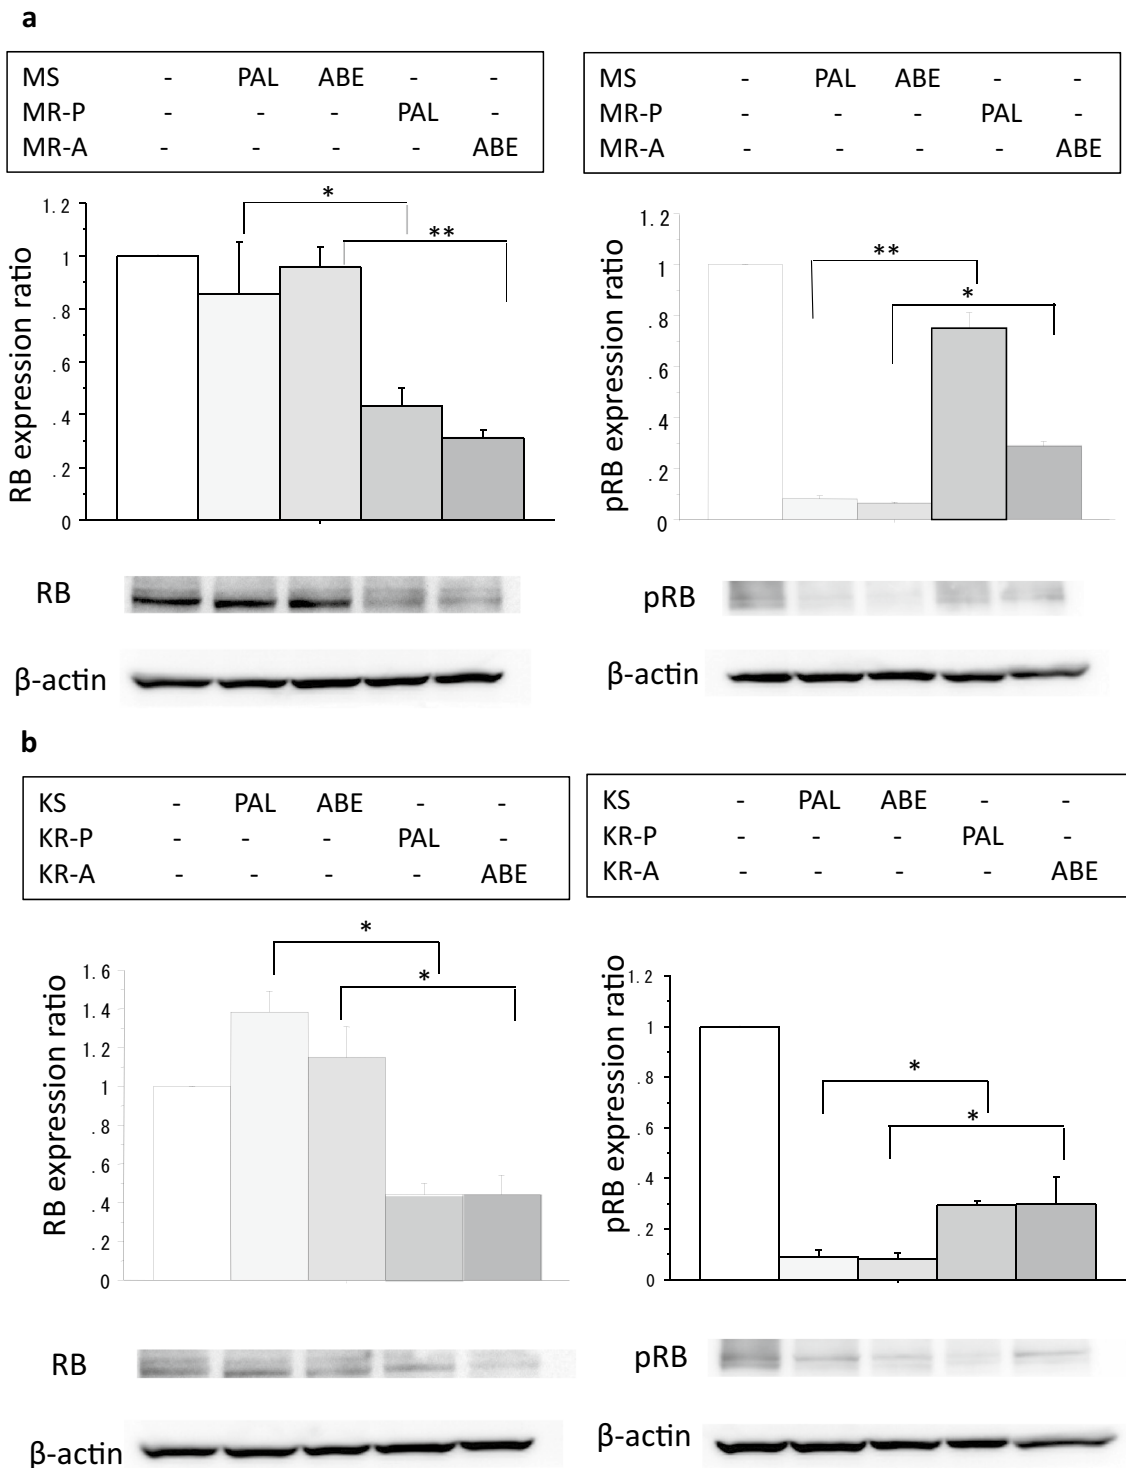 a
MS - PAL ABE - -
MR-P - - - PAL -
MR-A - - - - ABE
MS - PAL ABE - -
MR-P - - - PAL -
MR-A - - - - ABE
RB expression ratio
1.2
1
.8
.6
.4
.2
0
*
**
pRB expression ratio
1.2
1
.8
.6
.4
.2
0
**
*
RB
β-actin
pRB
β-actin
b
KS - PAL ABE - -
KR-P - - - PAL -
KR-A - - - - ABE
KS - PAL ABE - -
KR-P - - - PAL -
KR-A - - - - ABE
RB expression ratio
1.6
1.4
1.2
1
.8
.6
.4
.2
0
*
*
pRB expression ratio
1.2
1
.8
.6
.4
.2
0
*
*
RB
β-actin
pRB
β-actin